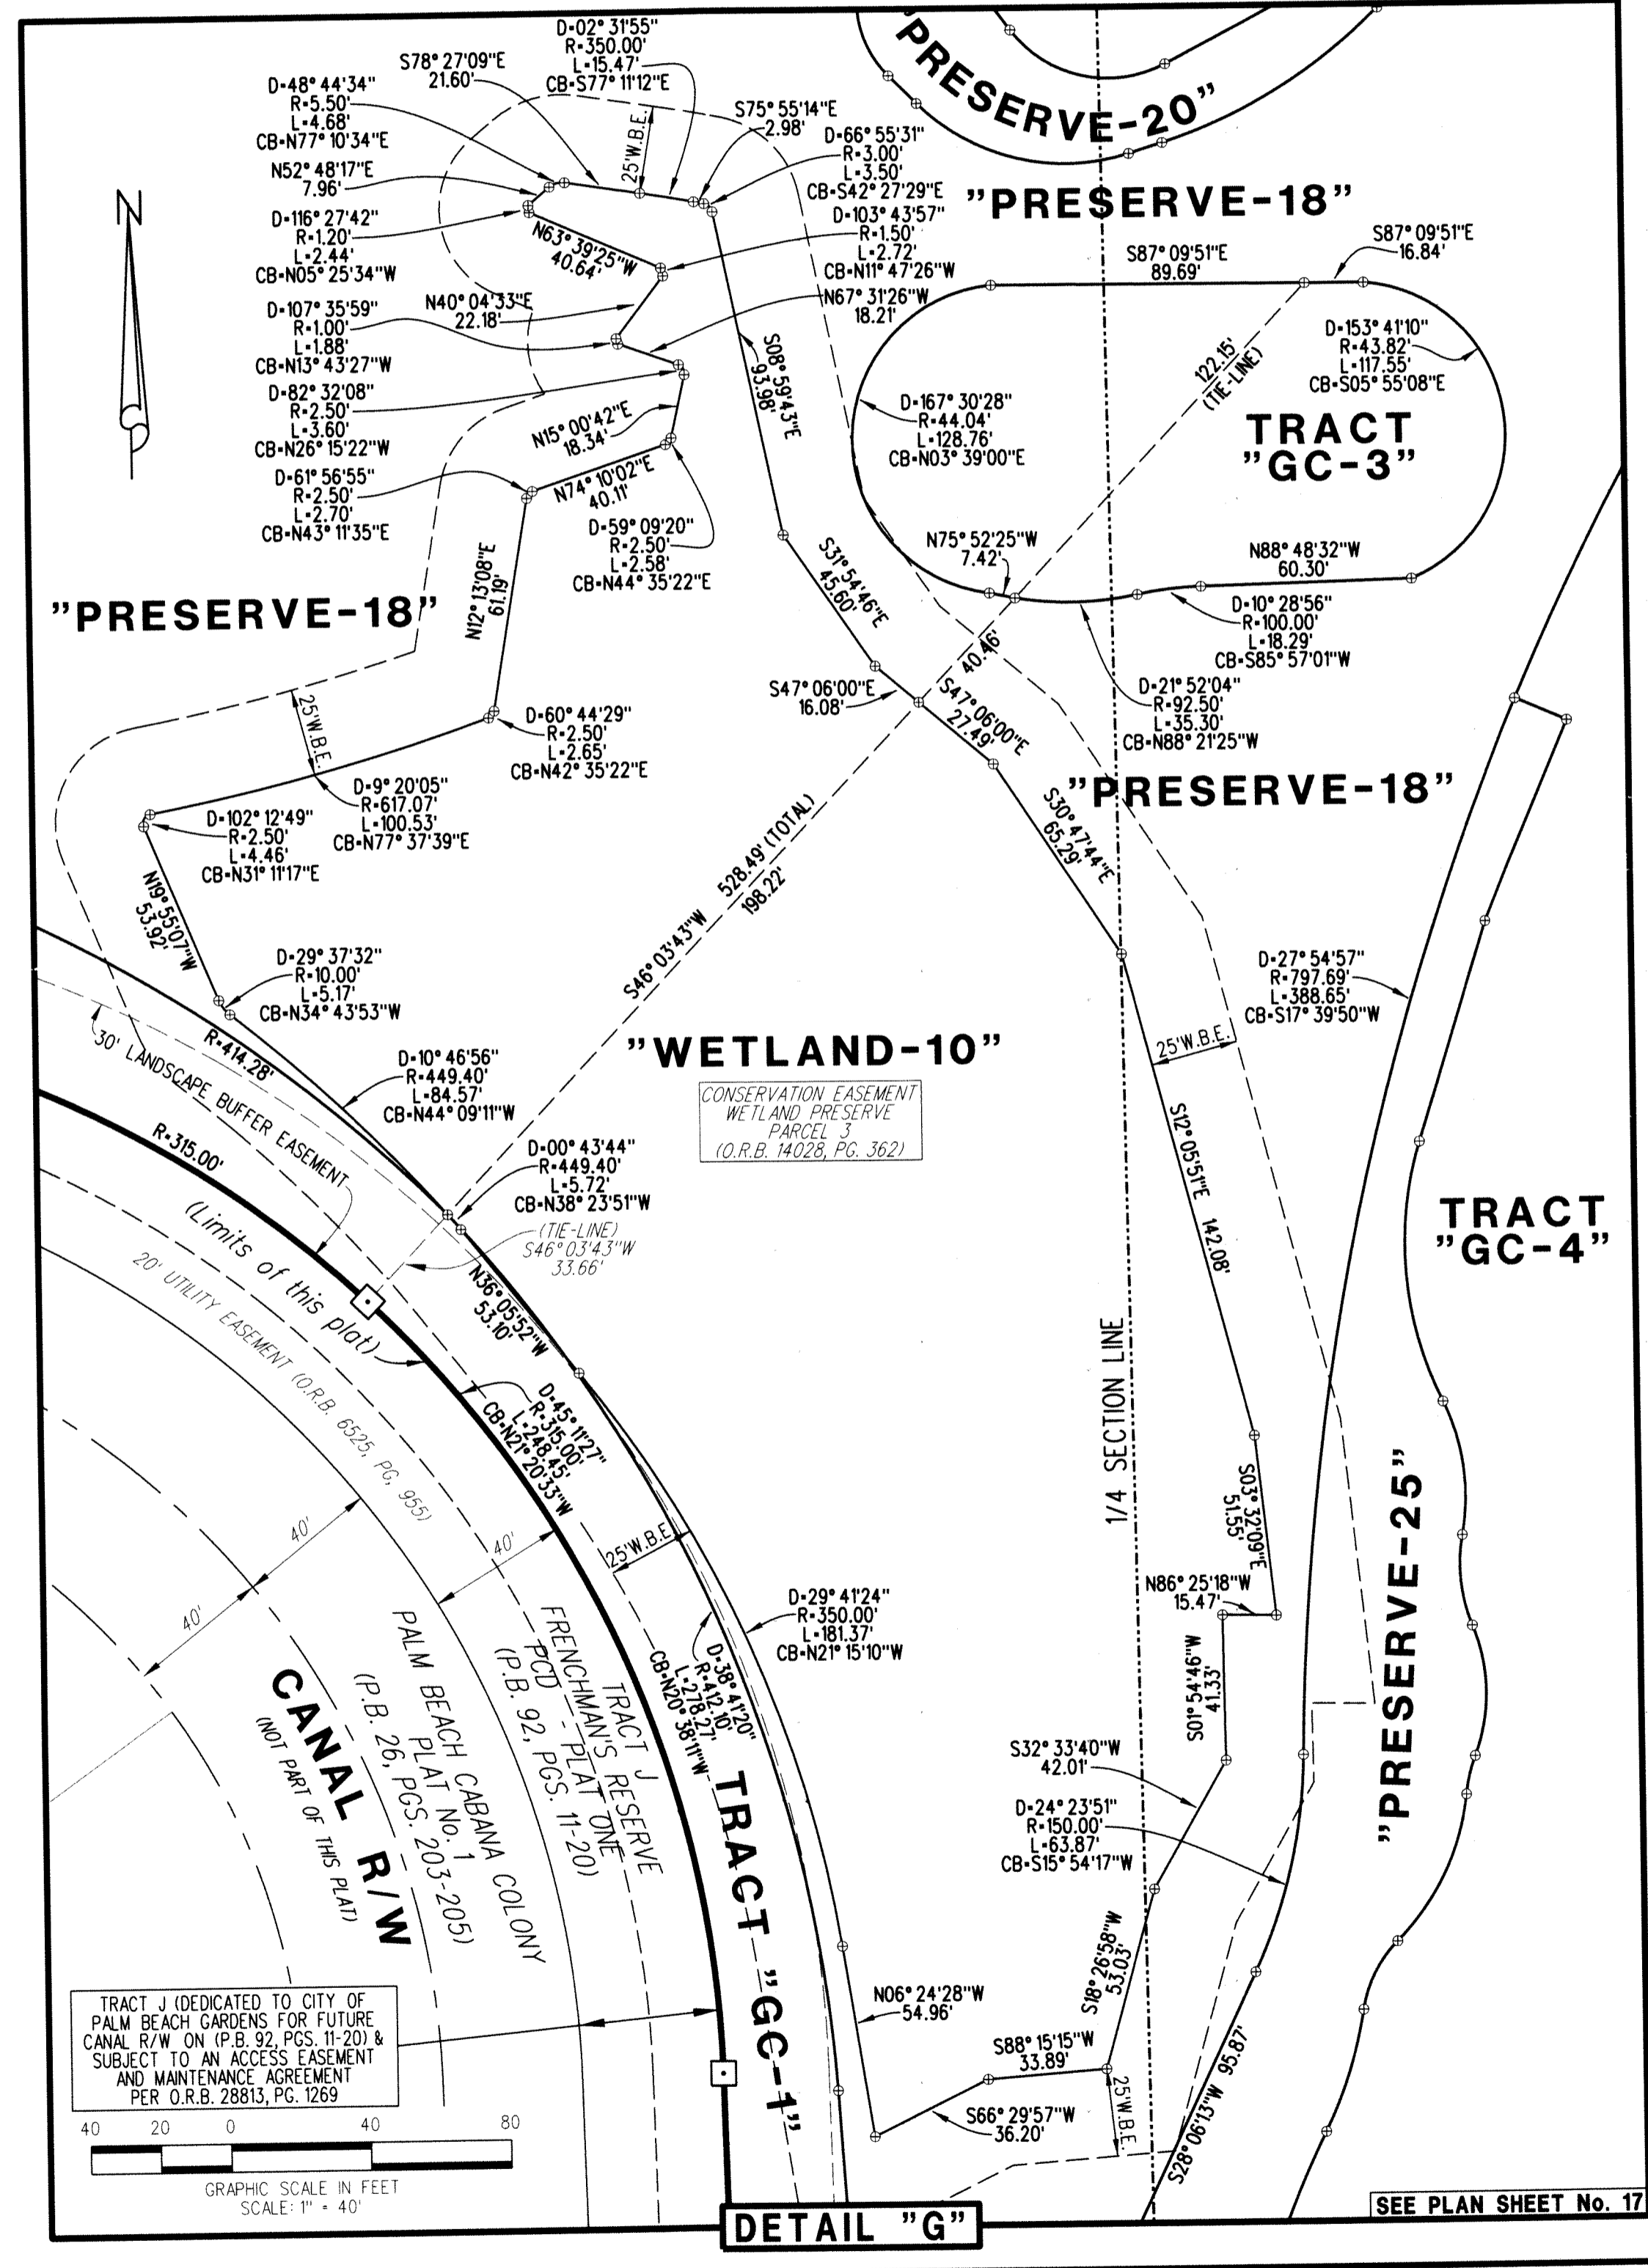 D=02°31'55"
R=350.00'
L=15.47'
CB=S77°11'12"E
S78°27'09"E
21.60'
D=48°44'34"
R=5.50'
L=4.68'
CB=N77°10'34"E
25'W.B.E.
S75°55'14"E
2.98'
D=66°55'31"
R=3.00'
L=3.50'
CB=S42°27'29"E
"PRESERVE-20"
"PRESERVE-18"
N52°48'17"E
7.96'
D=116°27'42"
R=1.20'
L=2.44'
CB=N05°25'34"W
N
N63°39'25"W
40.64'
D=103°43'57"
R=1.50'
L=2.72'
CB=N11°47'26"W
S87°09'51"E
89.69'
S87°09'51"E
16.84'
D=107°35'59"
R=1.00'
L=1.88'
CB=N13°43'27"W
N40°04'33"E
22.18'
N67°31'26"W
18.21'
S08°59'43"E
93.98'
122.15'
(TIE-LINE)
D=153°41'10"
R=43.82'
L=117.55'
CB=S05°55'08"E
D=82°32'08"
R=2.50'
L=3.60'
CB=N26°15'22"W
N15°00'42"E
18.34'
D=167°30'28"
R=44.04'
L=128.76'
CB=N03°39'00"E
TRACT
"GC-3"
D=61°56'55"
R=2.50'
L=2.70'
CB=N43°11'35"E
N74°10'02"E
40.11'
D=59°09'20"
R=2.50'
L=2.58'
CB=N44°35'22"E
S31°54'46"E
45.60'
N75°52'25"W
7.42'
N88°48'32"W
60.30'
"PRESERVE-18"
N12°13'08"E
61.19'
D=10°28'56"
R=100.00'
L=18.29'
CB=S85°57'01"W
40.46'
S47°06'00"E
16.08'
S47°06'00"E
27.49'
D=21°52'04"
R=92.50'
L=35.30'
CB=N88°21'25"W
25'W.B.E.
D=60°44'29"
R=2.50'
L=2.65'
CB=N42°35'22"E
D=9°20'05"
R=617.07'
L=100.53'
CB=N77°37'39"E
"PRESERVE-18"
D=102°12'49"
R=2.50'
L=4.46'
CB=N31°11'17"E
S30°47'44"E
65.29'
528.49'(TOTAL)
S46°03'43"W
198.22'
N19°55'07"W
53.92'
D=29°37'32"
R=10.00'
L=5.17'
CB=N34°43'53"W
D=27°54'57"
R=797.69'
L=388.65'
CB=S17°39'50"W
30' LANDSCAPE BUFFER EASEMENT
R=414.28'
D=10°46'56"
R=449.40'
L=84.57'
CB=N44°09'11"W
"WETLAND-10"
CONSERVATION EASEMENT
WETLAND PRESERVE
PARCEL 3
(O.R.B. 14028, PG. 362)
25'W.B.E.
R=315.00'
D=00°43'44"
R=449.40'
L=5.72'
CB=N38°23'51"W
(TIE-LINE)
S46°03'43"W
33.66'
S12°05'51"E 142.08'
TRACT
"GC-4"
(Limits of this plat)
20' UTILITY EASEMENT (O.R.B. 6525, PG, 955)
N36°05'52"W
53.10'
1/4 SECTION LINE
D=45°11'27"
R=315.00'
L=248.45'
CB=N21°20'33"W
S03°32'09"E
51.55'
"PRESERVE-25"
40'
40'
40'
25'W.B.E.
N86°25'18"W
15.47'
D=29°41'24"
R=350.00'
L=181.37'
CB=N21°15'10"W
S01°54'46"W
41.33'
D=38°41'20"
R=412.10'
L=278.27'
CB=N20°38'11"W
TRACT J
FRENCHMAN'S RESERVE
PCD - PLAT ONE
(P.B. 92, PGS. 11-20)
PALM BEACH CABANA COLONY
PLAT No. 1
(P.B. 26, PGS. 203-205)
CANAL R/W
(NOT PART OF THIS PLAT)
S32°33'40"W
42.01'
D=24°23'51"
R=150.00'
L=63.87'
CB=S15°54'17"W
TRACT "GC-1"
S18°26'58"W
53.03'
N06°24'28"W
54.96'
S88°15'15"W
33.89'
S66°29'57"W
36.20'
25'W.B.E.
S28°06'13"W 95.87'
TRACT J (DEDICATED TO CITY OF
PALM BEACH GARDENS FOR FUTURE
CANAL R/W ON (P.B. 92, PGS. 11-20) &
SUBJECT TO AN ACCESS EASEMENT
AND MAINTENANCE AGREEMENT
PER O.R.B. 28813, PG. 1269
40 20 0 40 80
GRAPHIC SCALE IN FEET
SCALE: 1" = 40'
DETAIL "G"
SEE PLAN SHEET No. 17